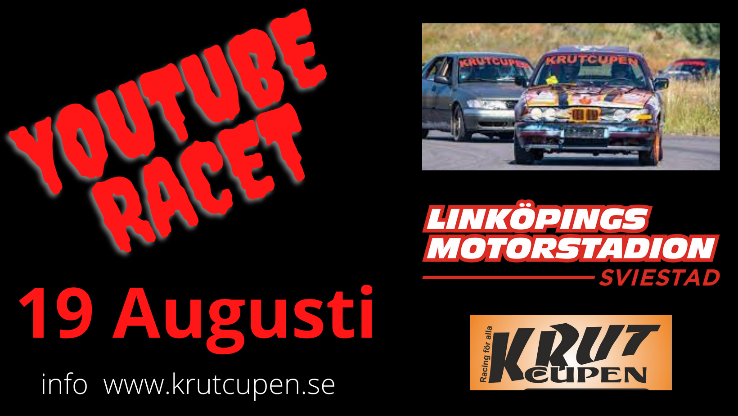 YOUTUBE
RACET
19 Augusti
info www.krutcupen.se
KRUTCUPEN
KRUTCUPEN
LINKÖPINGS
MOTORSTADION
SVIESTAD
Racing för alla
KRUT
CUPEN